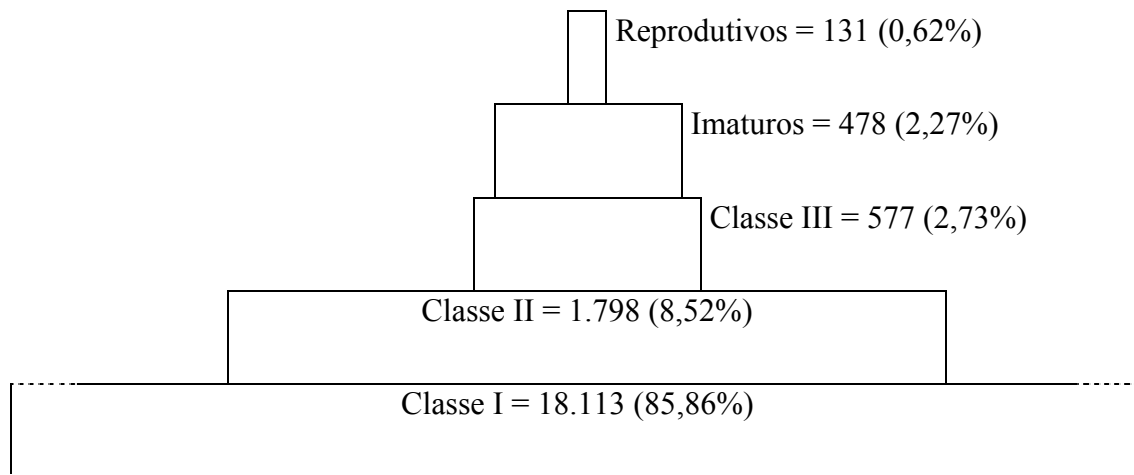 Reprodutivos = 131 (0,62%)
Imaturos = 478 (2,27%)
Classe III = 577 (2,73%)
Classe II = 1.798 (8,52%)
Classe I = 18.113 (85,86%)